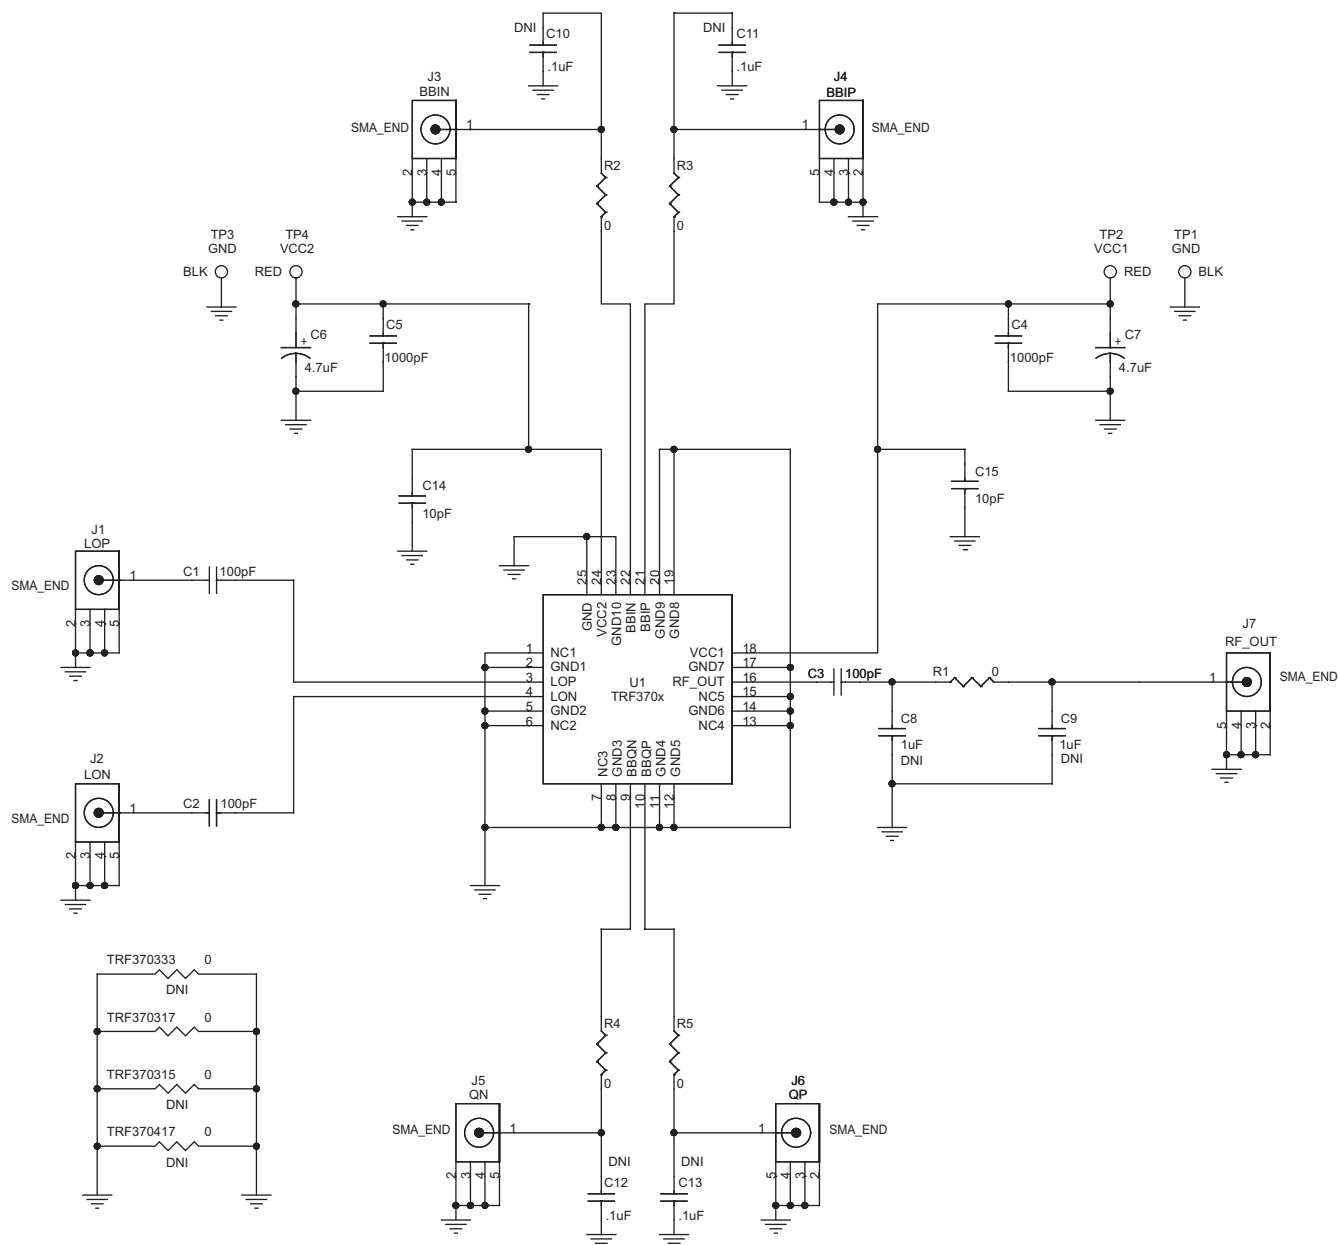 DNI C10
.1uF
DNI C11
.1uF
J3
BBIN
SMA_END 1
2 3 4 5
J4
BBIP
1 SMA_END
5 4 3 2
R2
0
R3
0
TP3
GND
BLK
TP4
VCC2
RED
C6
+
4.7uF
C5
1000pF
TP2
VCC1
RED
TP1
GND
BLK
C4
1000pF
C7
+
4.7uF
C14
10pF
C15
10pF
J1
LOP
SMA_END 1
2 3 4 5
C1 100pF
25 24 23 22 21 20 19
GND VCC2 GND10 BBIN BBIP GND9 GND8
1 NC1
2 GND1
3 LOP
4 LON
5 GND2
6 NC2
U1
TRF370x
VCC1 18
GND7 17
RF_OUT 16
NC5 15
GND6 14
NC4 13
NC3 GND3 BBQN BBQP GND4 GND5
7 8 9 10 11 12
C3 100pF
R1 0
C8
1uF
DNI
C9
1uF
DNI
J7
RF_OUT
1 SMA_END
5 4 3 2
J2
LON
SMA_END 1
2 3 4 5
C2 100pF
TRF370333 0
DNI
TRF370317 0
TRF370315 0
DNI
TRF370417 0
DNI
R4
0
R5
0
J5
QN
SMA_END 1
2 3 4 5
J6
QP
1 SMA_END
5 4 3 2
DNI
C12
.1uF
DNI
C13
.1uF